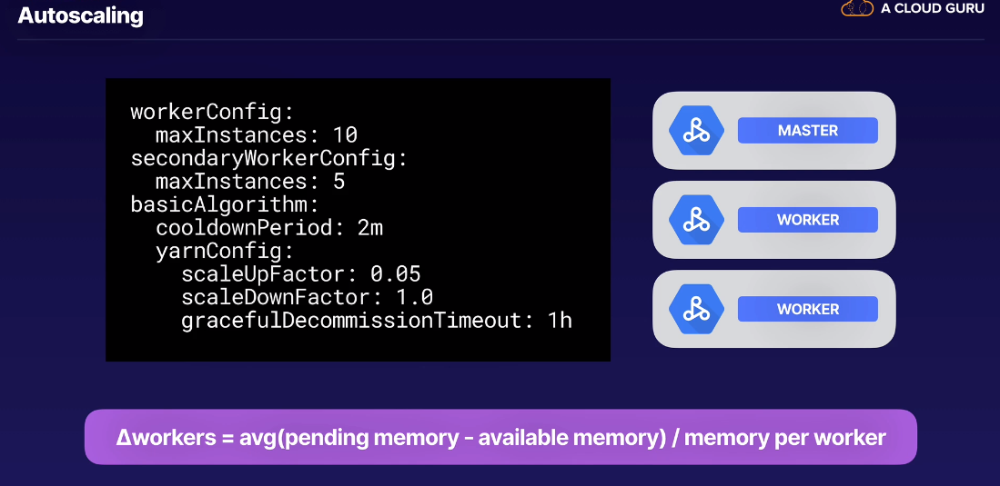 Autoscaling
A CLOUD GURU
workerConfig:
  maxInstances: 10
secondaryWorkerConfig:
  maxInstances: 5
basicAlgorithm:
  cooldownPeriod: 2m
  yarnConfig:
    scaleUpFactor: 0.05
    scaleDownFactor: 1.0
    gracefulDecommissionTimeout: 1h
MASTER
WORKER
WORKER
Δworkers = avg(pending memory - available memory) / memory per worker